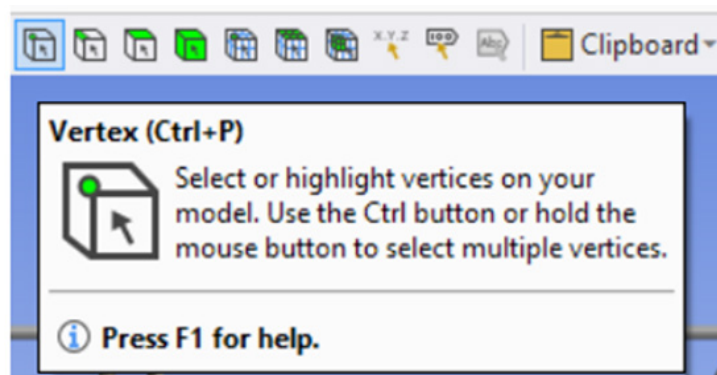 X,Y,Z Abc Clipboard
Vertex (Ctrl+P)
Select or highlight vertices on your
model. Use the Ctrl button or hold the
mouse button to select multiple vertices.
Press F1 for help.